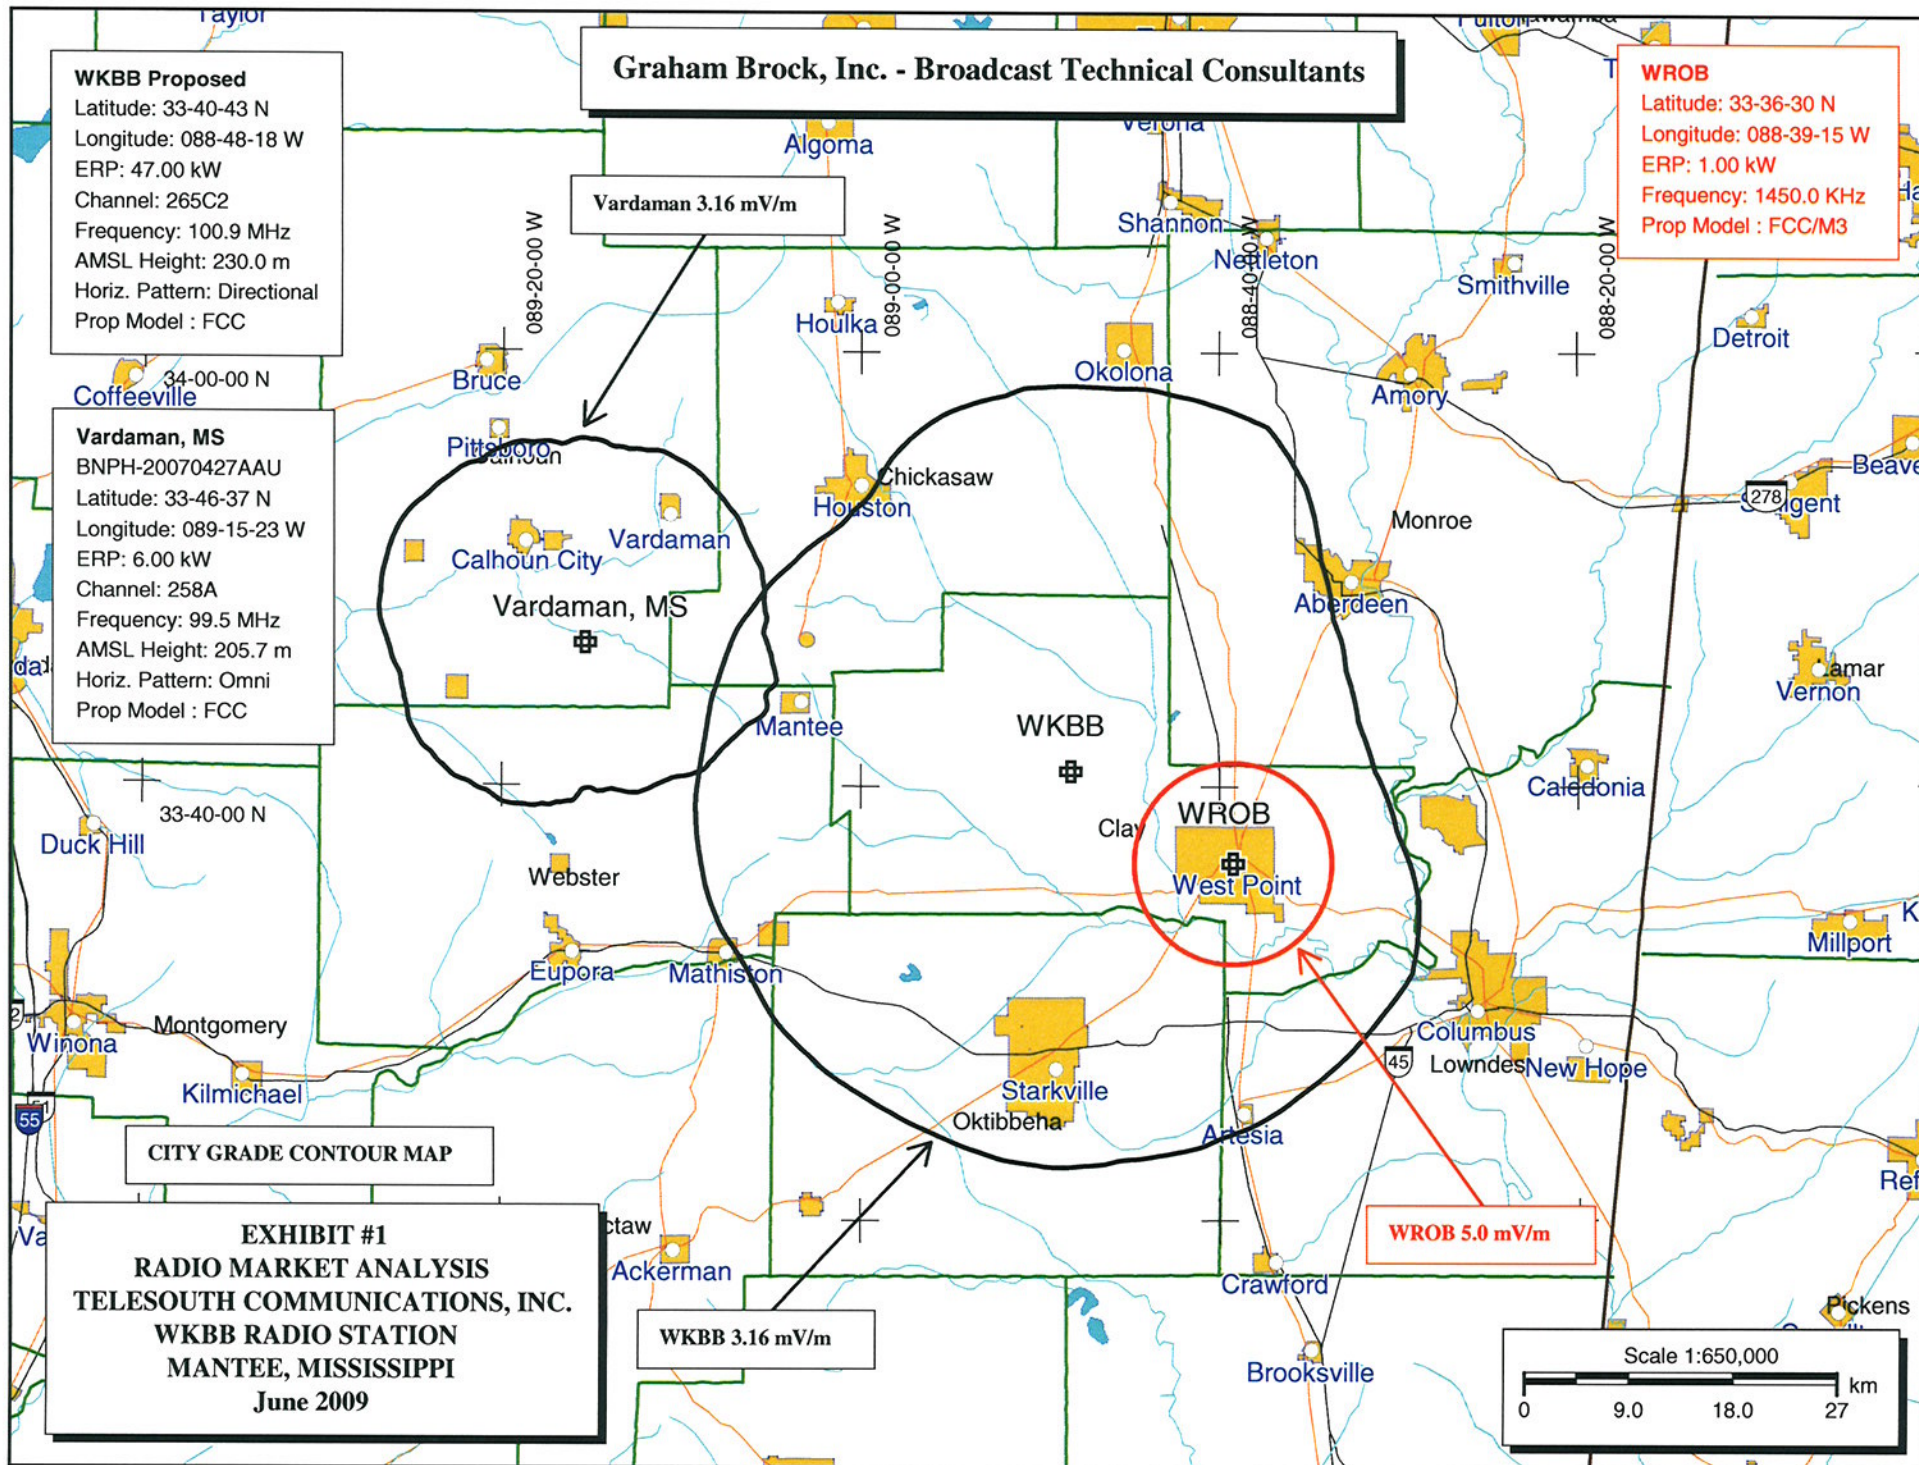 Taylor
Graham Brock, Inc. - Broadcast Technical Consultants
WKBB Proposed
Latitude: 33-40-43 N
Longitude: 088-48-18 W
ERP: 47.00 kW
Channel: 265C2
Frequency: 100.9 MHz
AMSL Height: 230.0 m
Horiz. Pattern: Directional
Prop Model : FCC
WROB
Latitude: 33-36-30 N
Longitude: 088-39-15 W
ERP: 1.00 kW
Frequency: 1450.0 KHz
Prop Model : FCC/M3
Fulton
Algoma
Verona
Vardaman 3.16 mV/m
Shannon
Nettleton
Smithville
089-20-00 W
089-00-00 W
088-40-00 W
088-20-00 W
Houlka
Detroit
Okolona
Bruce
34-00-00 N
Coffeeville
Amory
Vardaman, MS
BNPH-20070427AAU
Latitude: 33-46-37 N
Longitude: 089-15-23 W
ERP: 6.00 kW
Channel: 258A
Frequency: 99.5 MHz
AMSL Height: 205.7 m
Horiz. Pattern: Omni
Prop Model : FCC
Pittsboro
Calhoun
Chickasaw
Houston
Beave
278
Monroe
Vardaman
Calhoun City
Vardaman, MS
Aberdeen
Lamar
Vernon
Mantee
WKBB
Caledonia
33-40-00 N
WROB
Clay
Duck Hill
Webster
West Point
Millport
Eupora
Mathiston
Montgomery
Winona
Columbus
45
Lowndes
New Hope
Kilmichael
Starkville
55
Oktibbeha
Artesia
CITY GRADE CONTOUR MAP
Ref
EXHIBIT #1
RADIO MARKET ANALYSIS
TELESOUTH COMMUNICATIONS, INC.
WKBB RADIO STATION
MANTEE, MISSISSIPPI
June 2009
Va
ctaw
WROB 5.0 mV/m
Ackerman
Crawford
Pickens
WKBB 3.16 mV/m
Brooksville
Scale 1:650,000
km
0 9.0 18.0 27